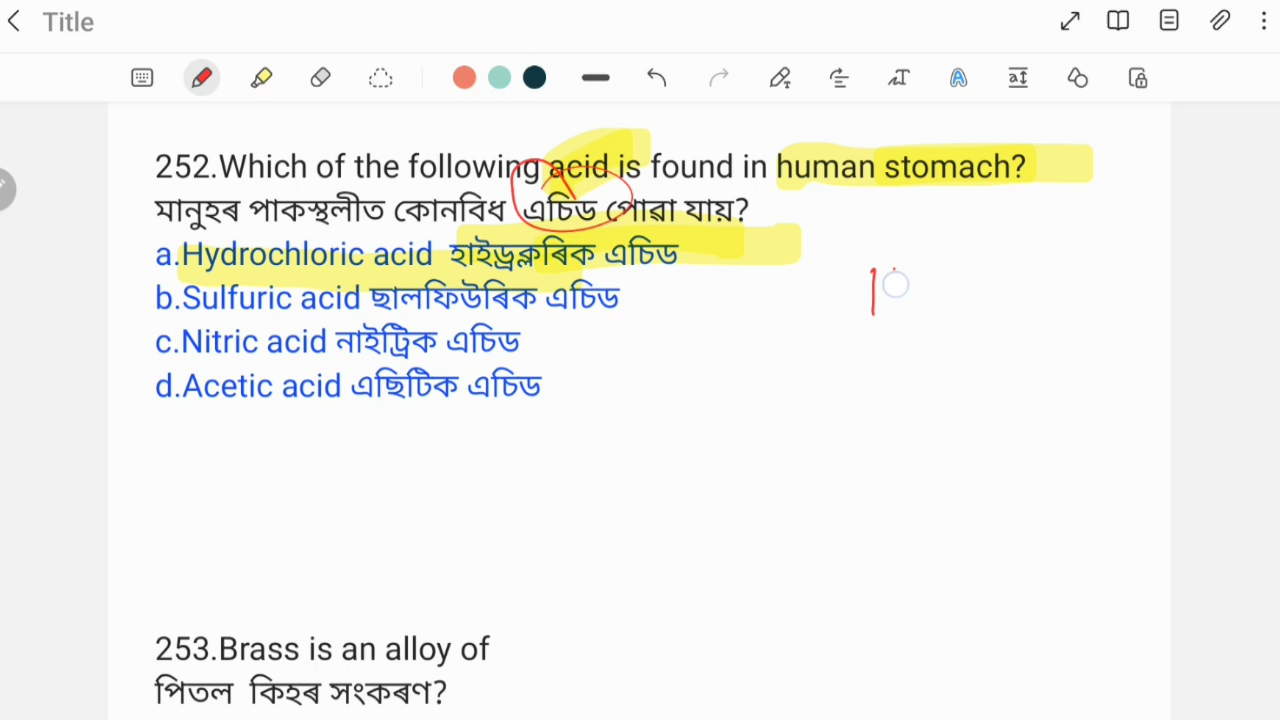 Title
252.Which of the following acid is found in human stomach?
মানুহৰ পাকস্থলীত কোনবিধ এচিড পোৱা যায়?
a.Hydrochloric acid হাইড্ৰক্লৰিক এচিড
b.Sulfuric acid ছালফিউৰিক এচিড
c.Nitric acid নাইট্ৰিক এচিড
d.Acetic acid এছিটিক এচিড
253.Brass is an alloy of
পিতল কিহৰ সংকৰণ?